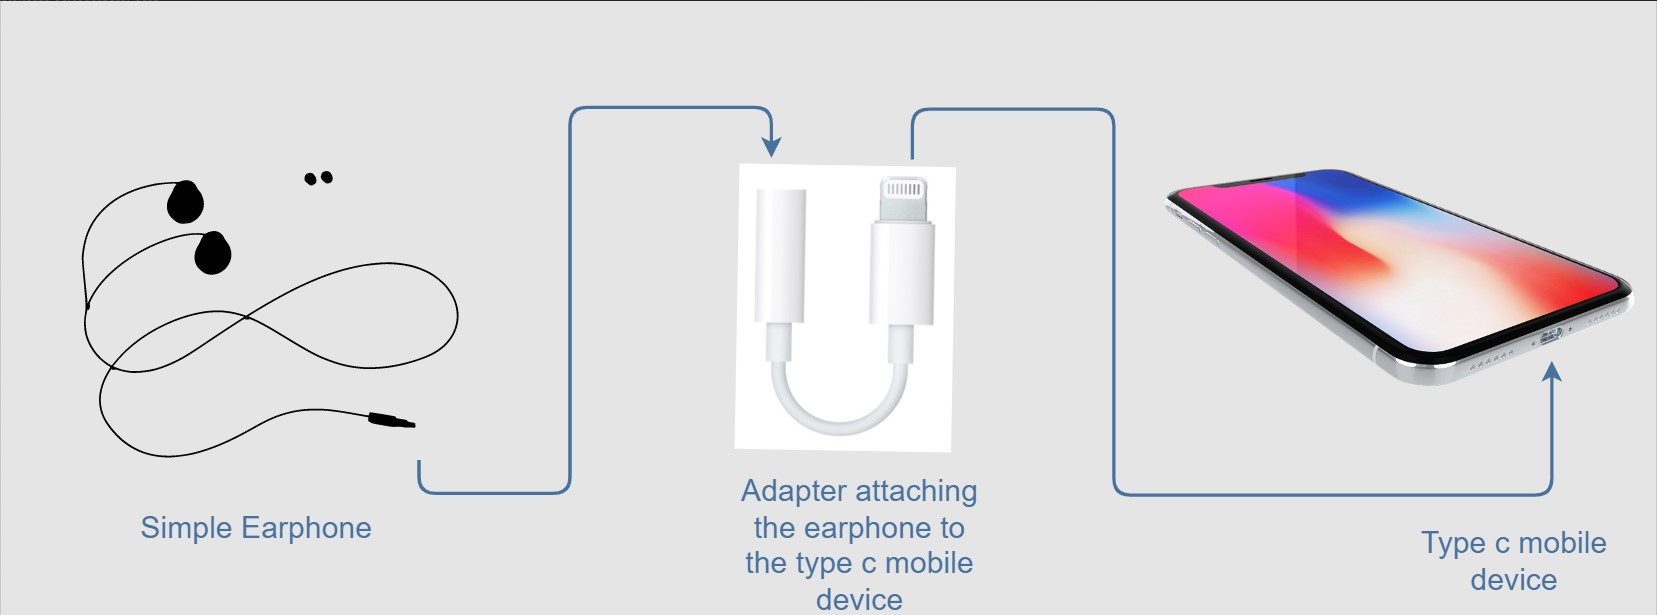 Simple Earphone
Adapter attaching
the earphone to
the type c mobile
device
Type c mobile
device